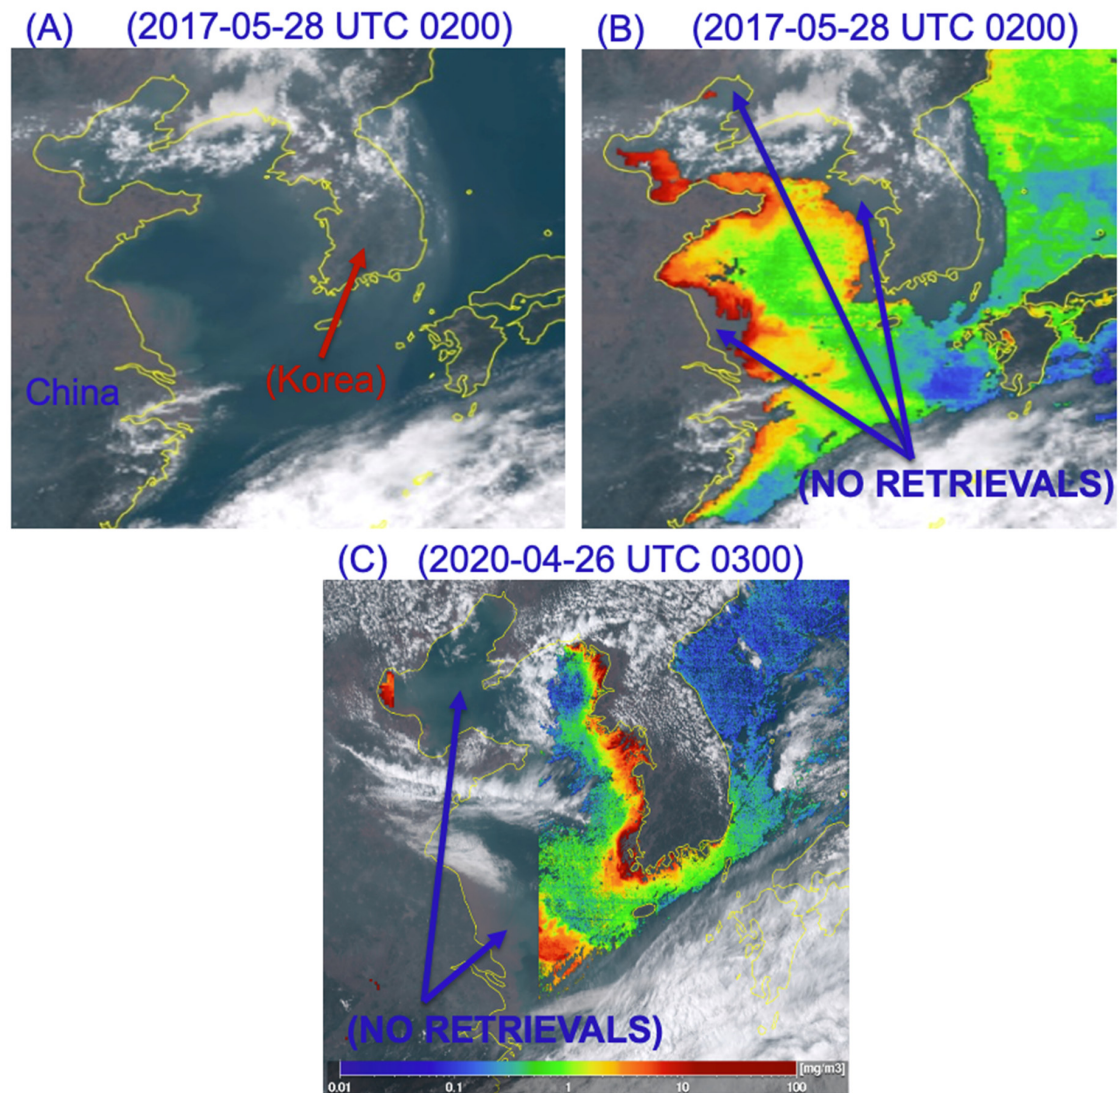 (A) (2017-05-28 UTC 0200)
(B) (2017-05-28 UTC 0200)
China
(Korea)
(NO RETRIEVALS)
(C) (2020-04-26 UTC 0300)
(NO RETRIEVALS)
[mg/m3]
0.01 0.1 1 10 100